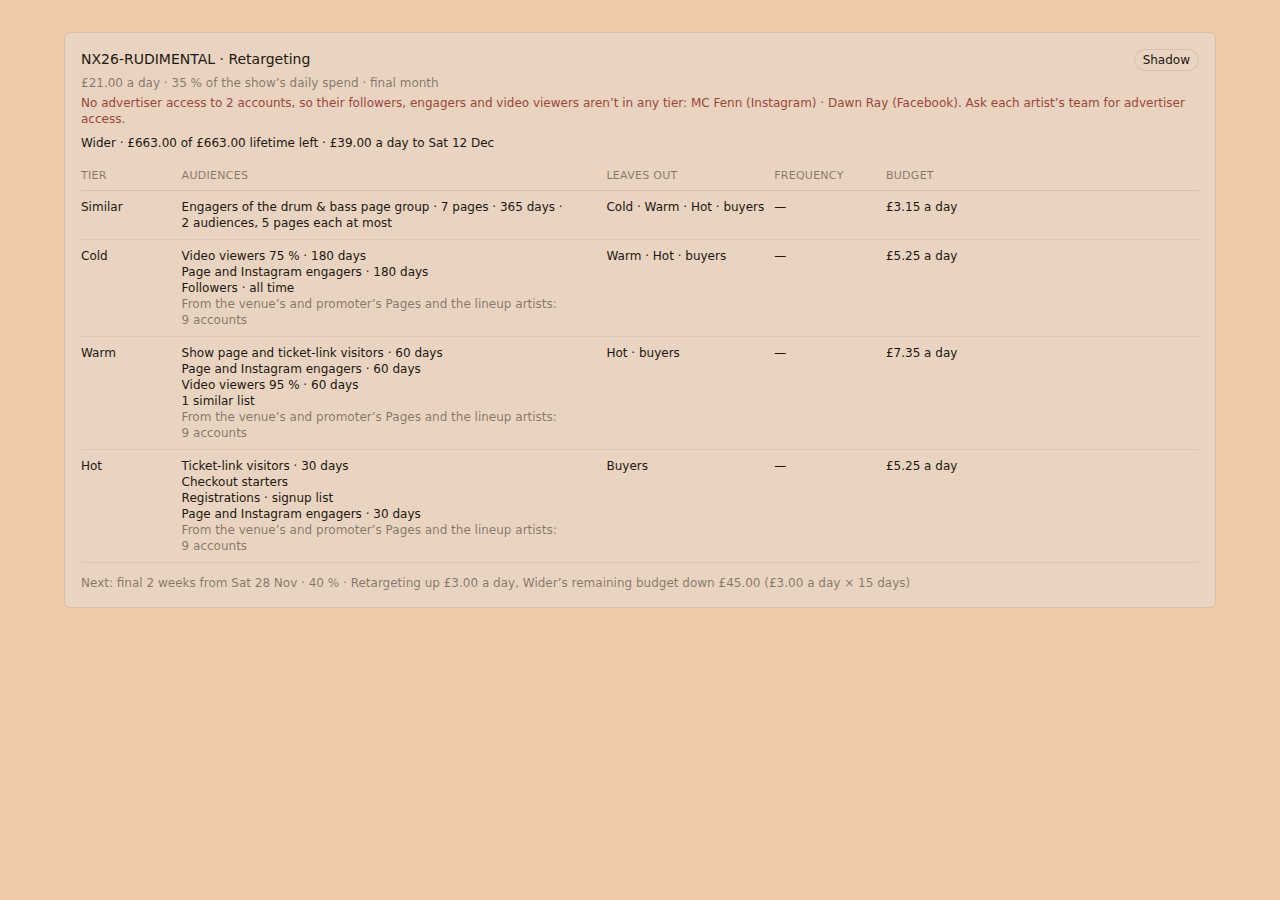 NX26-RUDIMENTAL · Retargeting
Shadow
£21.00 a day · 35 % of the show’s daily spend · final month
No advertiser access to 2 accounts, so their followers, engagers and video viewers aren’t in any tier: MC Fenn (Instagram) · Dawn Ray (Facebook). Ask each artist’s team for advertiser
access.
Wider · £663.00 of £663.00 lifetime left · £39.00 a day to Sat 12 Dec
TIER AUDIENCES LEAVES OUT FREQUENCY BUDGET
Similar Engagers of the drum & bass page group · 7 pages · 365 days · Cold · Warm · Hot · buyers — £3.15 a day
2 audiences, 5 pages each at most
Cold Video viewers 75 % · 180 days Warm · Hot · buyers — £5.25 a day
Page and Instagram engagers · 180 days
Followers · all time
From the venue’s and promoter’s Pages and the lineup artists:
9 accounts
Warm Show page and ticket-link visitors · 60 days Hot · buyers — £7.35 a day
Page and Instagram engagers · 60 days
Video viewers 95 % · 60 days
1 similar list
From the venue’s and promoter’s Pages and the lineup artists:
9 accounts
Hot Ticket-link visitors · 30 days Buyers — £5.25 a day
Checkout starters
Registrations · signup list
Page and Instagram engagers · 30 days
From the venue’s and promoter’s Pages and the lineup artists:
9 accounts
Next: final 2 weeks from Sat 28 Nov · 40 % · Retargeting up £3.00 a day, Wider’s remaining budget down £45.00 (£3.00 a day × 15 days)